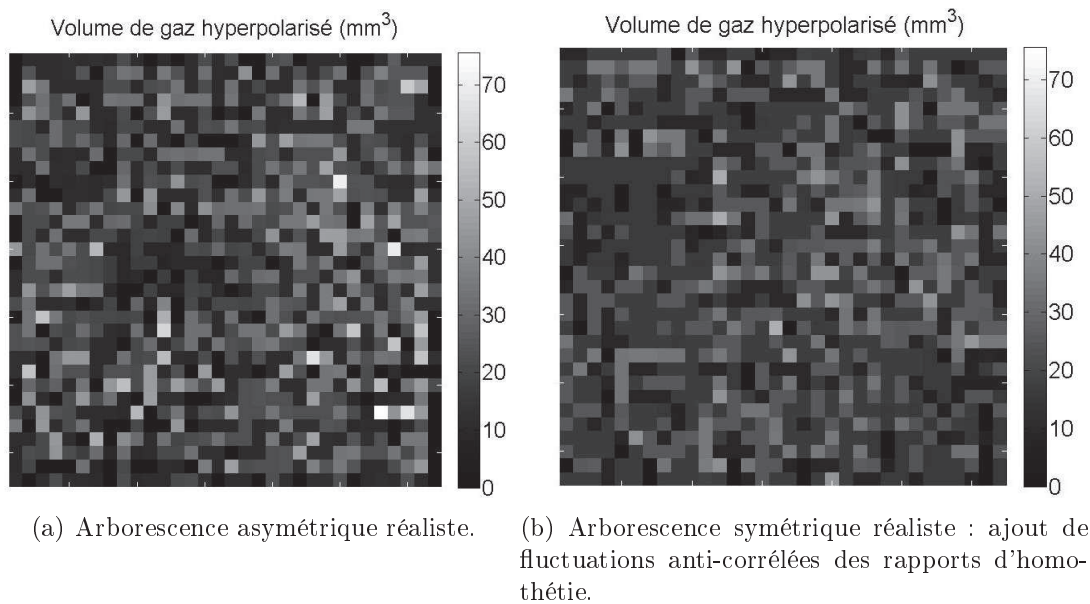 Volume de gaz hyperpolarisé (mm³)
70
60
50
40
30
20
10
0
(a) Arborescence asymétrique réaliste.
Volume de gaz hyperpolarisé (mm³)
70
60
50
40
30
20
10
0
(b) Arborescence symétrique réaliste : ajout de
fluctuations anti-corrélées des rapports d'homo-
thétie.